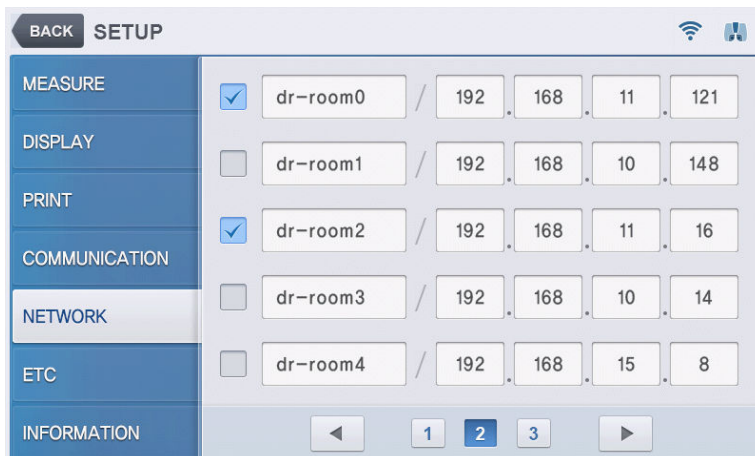 BACK SETUP
MEASURE
DISPLAY
PRINT
COMMUNICATION
NETWORK
ETC
INFORMATION
dr-room0 / 192 . 168 . 11 . 121
dr-room1 / 192 . 168 . 10 . 148
dr-room2 / 192 . 168 . 11 . 16
dr-room3 / 192 . 168 . 10 . 14
dr-room4 / 192 . 168 . 15 . 8
1 2 3